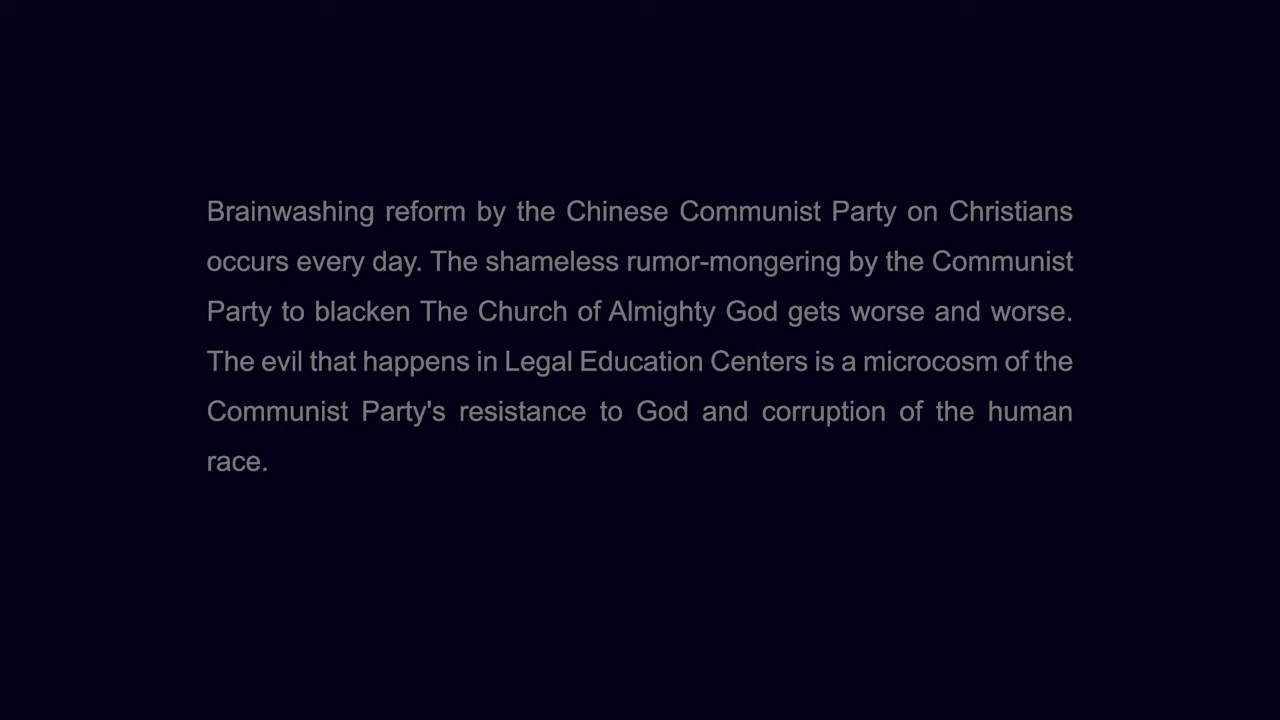 Brainwashing reform by the Chinese Communist Party on Christians
occurs every day. The shameless rumor-mongering by the Communist
Party to blacken The Church of Almighty God gets worse and worse.
The evil that happens in Legal Education Centers is a microcosm of the
Communist Party's resistance to God and corruption of the human
race.